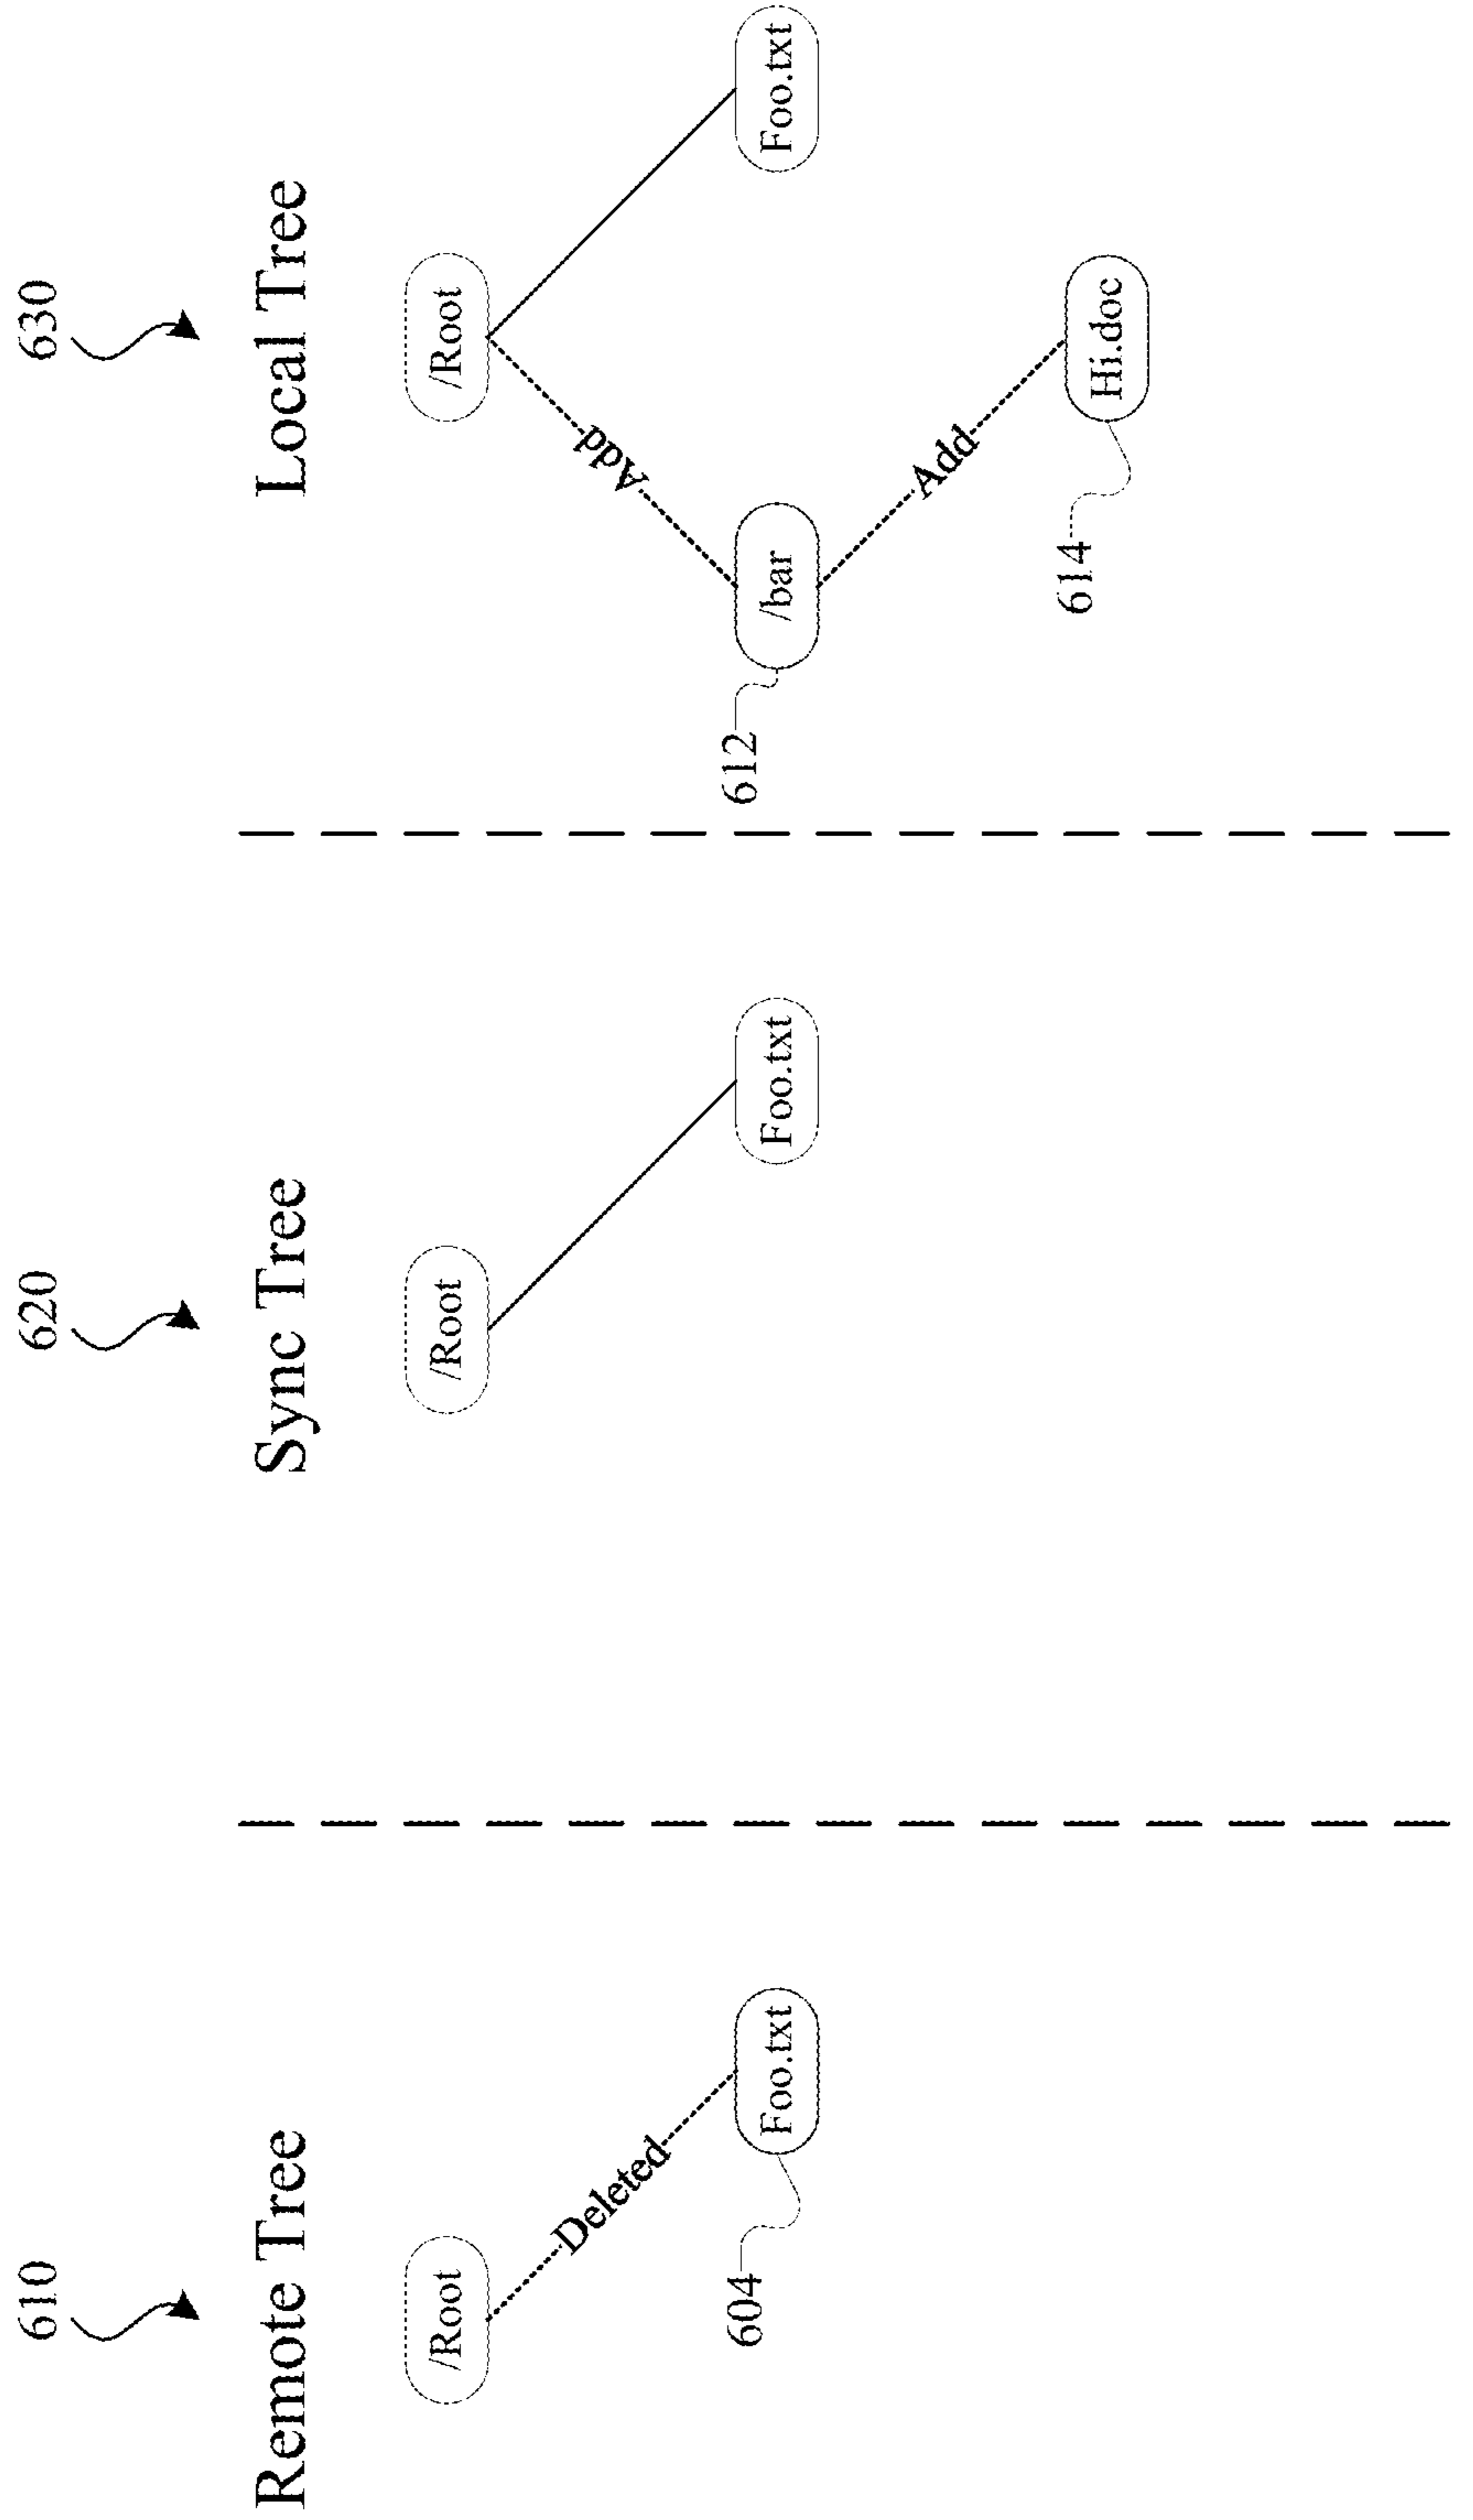 610
620
630
Remote Tree
Sync Tree
Local Tree
/Root
/Root
/Root
Deleted
Add
604
Foo.txt
Foo.txt
612
/bar
Foo.txt
Add
614
Hi.doc